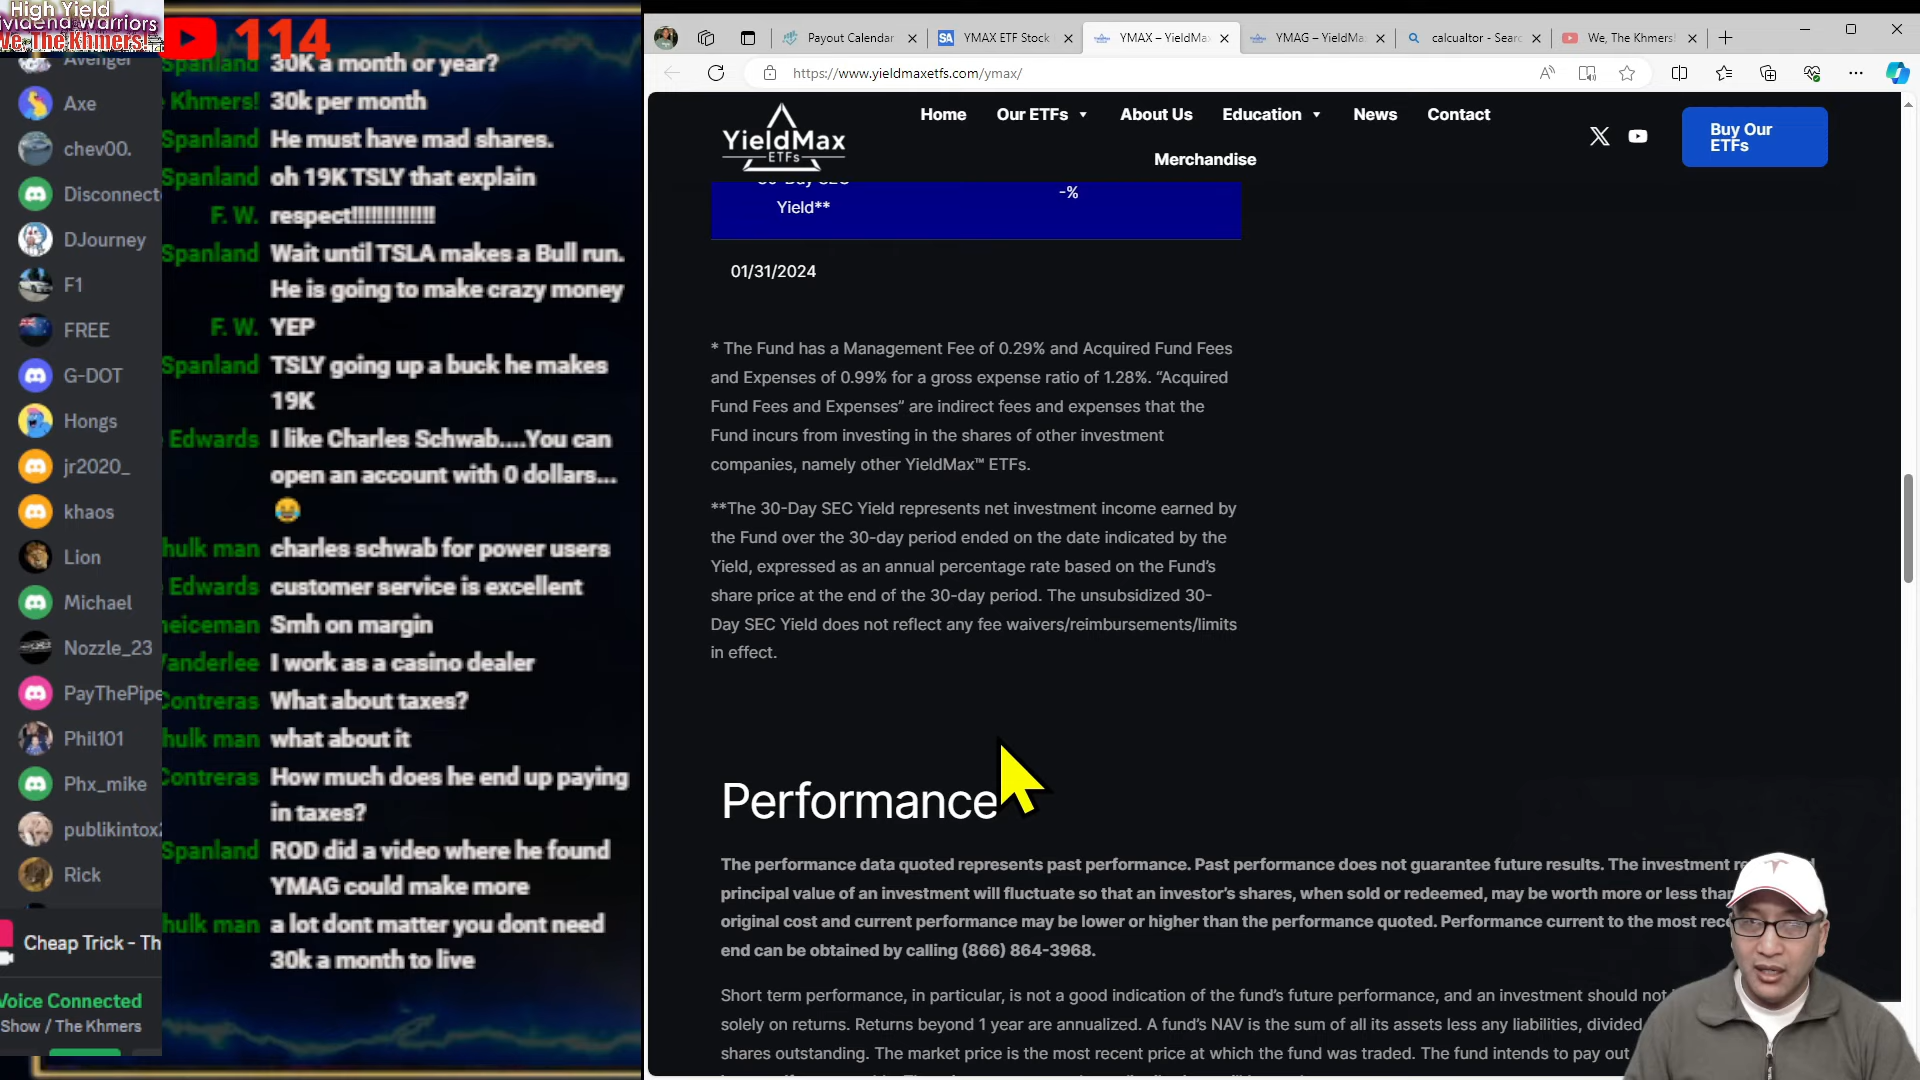 High Yield
Dividend Warriors
We, The Khmers!
114
Avenger
Axe
chev00.
Disconnect
DJourney
F1
FREE
G-DOT
Hongs
jr2020_
khaos
Lion
Michael
Nozzle_23
PayThePipe
Phil101
Phx_mike
publikintox
Rick
Cheap Trick - Th
Voice Connected
Show / The Khmers
Spanland 30K a month or year?
Khmers! 30k per month
Spanland He must have mad shares.
Spanland oh 19K TSLY that explain
F. W. respect!!!!!!!!!!!!!!
Spanland Wait until TSLA makes a Bull run.
He is going to make crazy money
F. W. YEP
Spanland TSLY going up a buck he makes
19K
Edwards I like Charles Schwab....You can
open an account with 0 dollars...
hulk man charles schwab for power users
Edwards customer service is excellent
neiceman Smh on margin
Vanderlee I work as a casino dealer
Contreras What about taxes?
hulk man what about it
Contreras How much does he end up paying
in taxes?
Spanland ROD did a video where he found
YMAG could make more
hulk man a lot dont matter you dont need
30k a month to live
Payout Calendar
SA YMAX ETF Stock
YMAX – YieldMa
YMAG – YieldMa
calcualtor - Sear
We, The Khmers
https://www.yieldmaxetfs.com/ymax/
YieldMax
ETFs
Home Our ETFs About Us Education News Contact
Merchandise
Buy Our
ETFs
30-Day SEC
Yield**
-%
01/31/2024
* The Fund has a Management Fee of 0.29% and Acquired Fund Fees
and Expenses of 0.99% for a gross expense ratio of 1.28%. “Acquired
Fund Fees and Expenses” are indirect fees and expenses that the
Fund incurs from investing in the shares of other investment
companies, namely other YieldMax™ ETFs.
**The 30-Day SEC Yield represents net investment income earned by
the Fund over the 30-day period ended on the date indicated by the
Yield, expressed as an annual percentage rate based on the Fund’s
share price at the end of the 30-day period. The unsubsidized 30-
Day SEC Yield does not reflect any fee waivers/reimbursements/limits
in effect.
Performance
The performance data quoted represents past performance. Past performance does not guarantee future results. The investment re
principal value of an investment will fluctuate so that an investor’s shares, when sold or redeemed, may be worth more or less than
original cost and current performance may be lower or higher than the performance quoted. Performance current to the most rece
end can be obtained by calling (866) 864-3968.
Short term performance, in particular, is not a good indication of the fund’s future performance, and an investment should not
solely on returns. Returns beyond 1 year are annualized. A fund’s NAV is the sum of all its assets less any liabilities, divided
shares outstanding. The market price is the most recent price at which the fund was traded. The fund intends to pay out